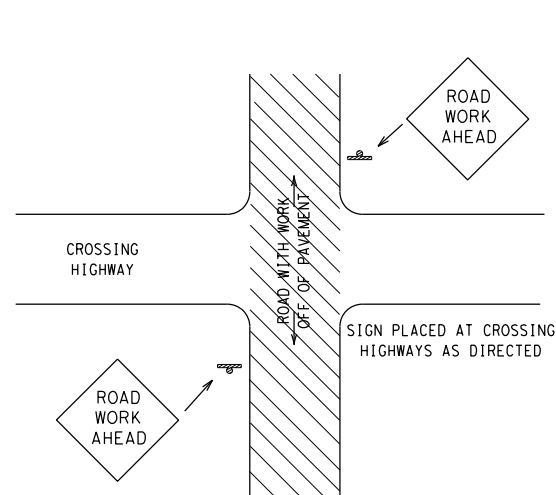 ROAD
WORK
AHEAD
CROSSING
HIGHWAY
ROAD WITH WORK
OFF OF PAVEMENT
SIGN PLACED AT CROSSING
HIGHWAYS AS DIRECTED
ROAD
WORK
AHEAD